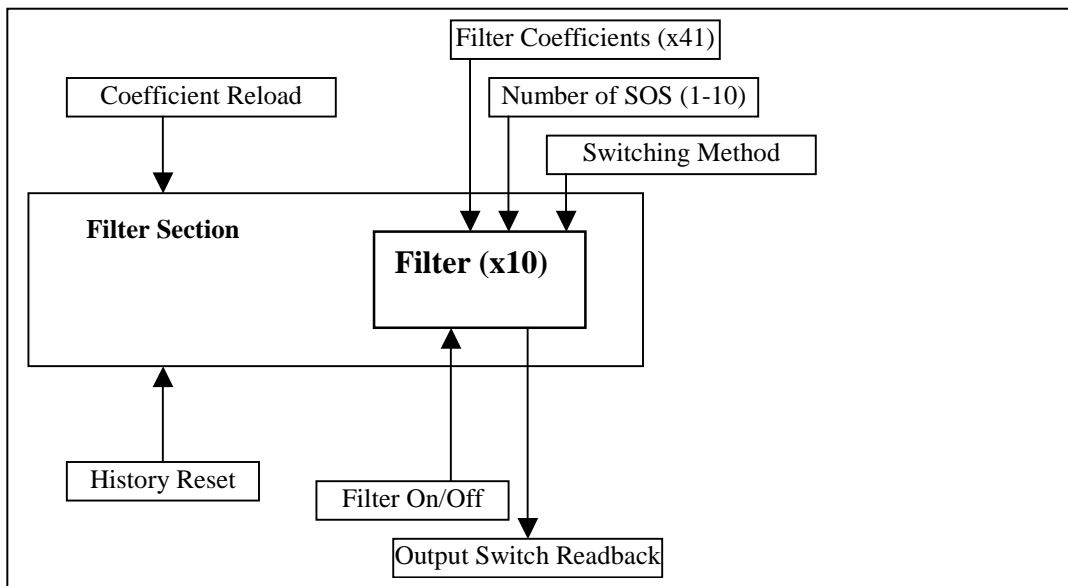 Filter Coefficients (x41)
Coefficient Reload
Number of SOS (1-10)
Switching Method
Filter Section
Filter (x10)
History Reset
Filter On/Off
Output Switch Readback